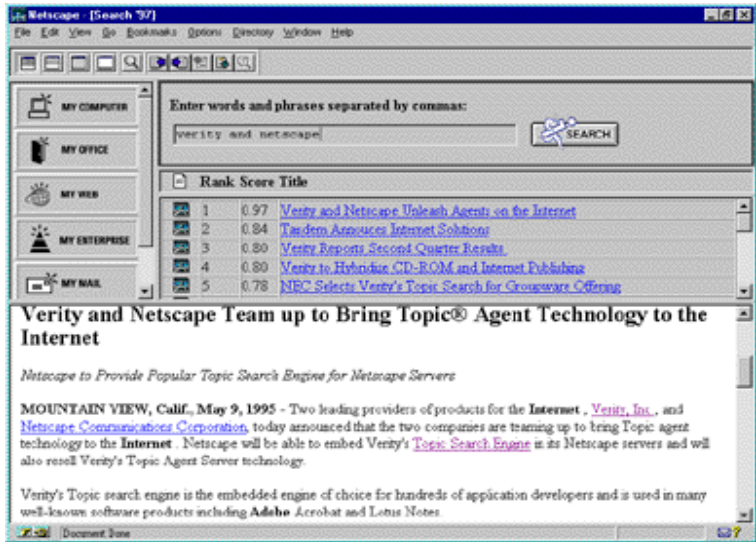 Netscape - [Search '97]
File Edit View Go Bookmarks Options Directory Window Help
MY COMPUTER
MY OFFICE
MY WEB
MY ENTERPRISE
MY MAIL
Enter words and phrases separated by commas:
verity and netscape
SEARCH
Rank Score Title
1 0.97 Verity and Netscape Unleash Agents on the Internet
2 0.84 Tandem Annouces Internet Solutions
3 0.80 Verity Reports Second Quarter Results
4 0.80 Verity to Hybridize CD-ROM and Internet Publishing
5 0.78 NEC Selects Verity's Topic Search for Groupware Offering
Verity and Netscape Team up to Bring Topic® Agent Technology to the
Internet
Netscape to Provide Popular Topic Search Engine for Netscape Servers
MOUNTAIN VIEW, Calif., May 9, 1995 - Two leading providers of products for the Internet , Verity, Inc., and
Netscape Communications Corporation, today announced that the two companies are teaming up to bring Topic agent
technology to the Internet . Netscape will be able to embed Verity's Topic Search Engine in its Netscape servers and will
also resell Verity's Topic Agent Server technology.
Verity's Topic search engine is the embedded engine of choice for hundreds of application developers and is used in many
well-known software products including Adobe Acrobat and Lotus Notes.
Document Done